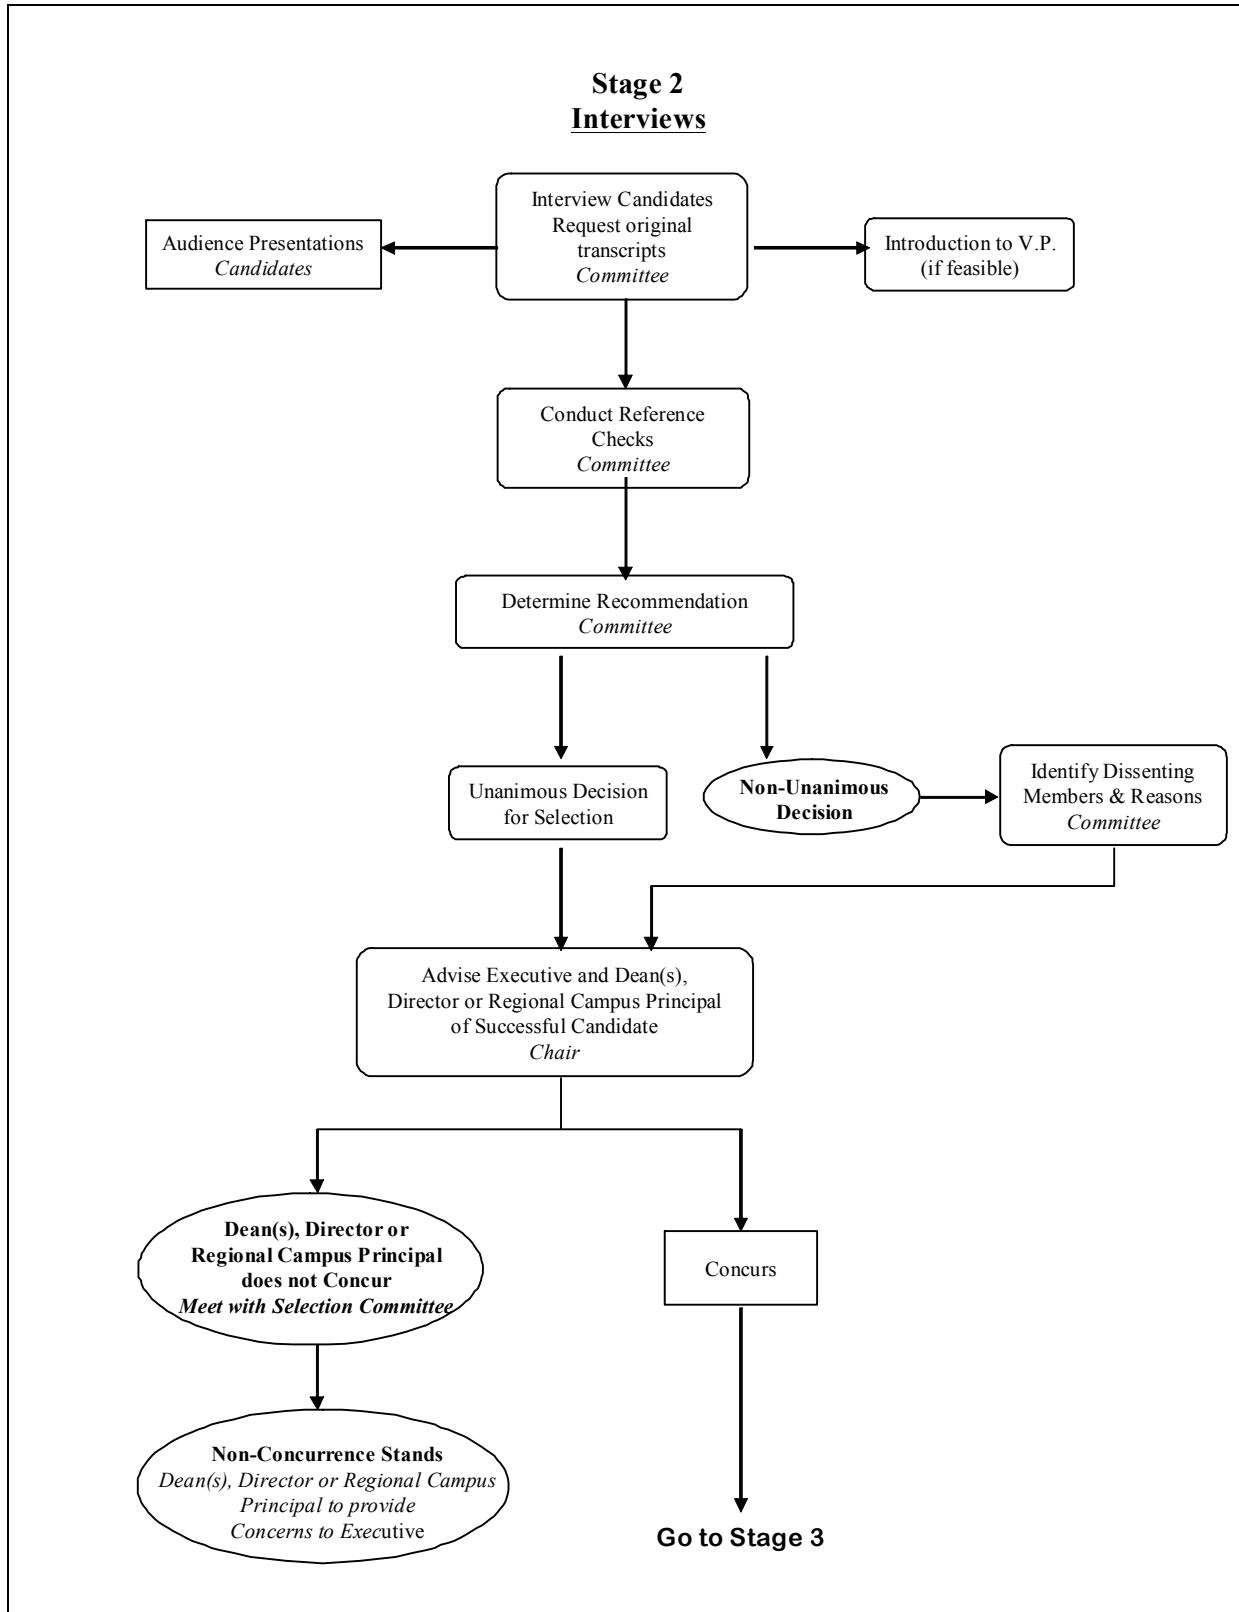 Stage 2
Interviews
Interview Candidates
Request original
transcripts
Committee
Audience Presentations
Candidates
Introduction to V.P.
(if feasible)
Conduct Reference
Checks
Committee
Determine Recommendation
Committee
Unanimous Decision
for Selection
Non-Unanimous
Decision
Identify Dissenting
Members & Reasons
Committee
Advise Executive and Dean(s),
Director or Regional Campus Principal
of Successful Candidate
Chair
Dean(s), Director or
Regional Campus Principal
does not Concur
Meet with Selection Committee
Concurs
Non-Concurrence Stands
Dean(s), Director or Regional Campus
Principal to provide
Concerns to Executive
Go to Stage 3